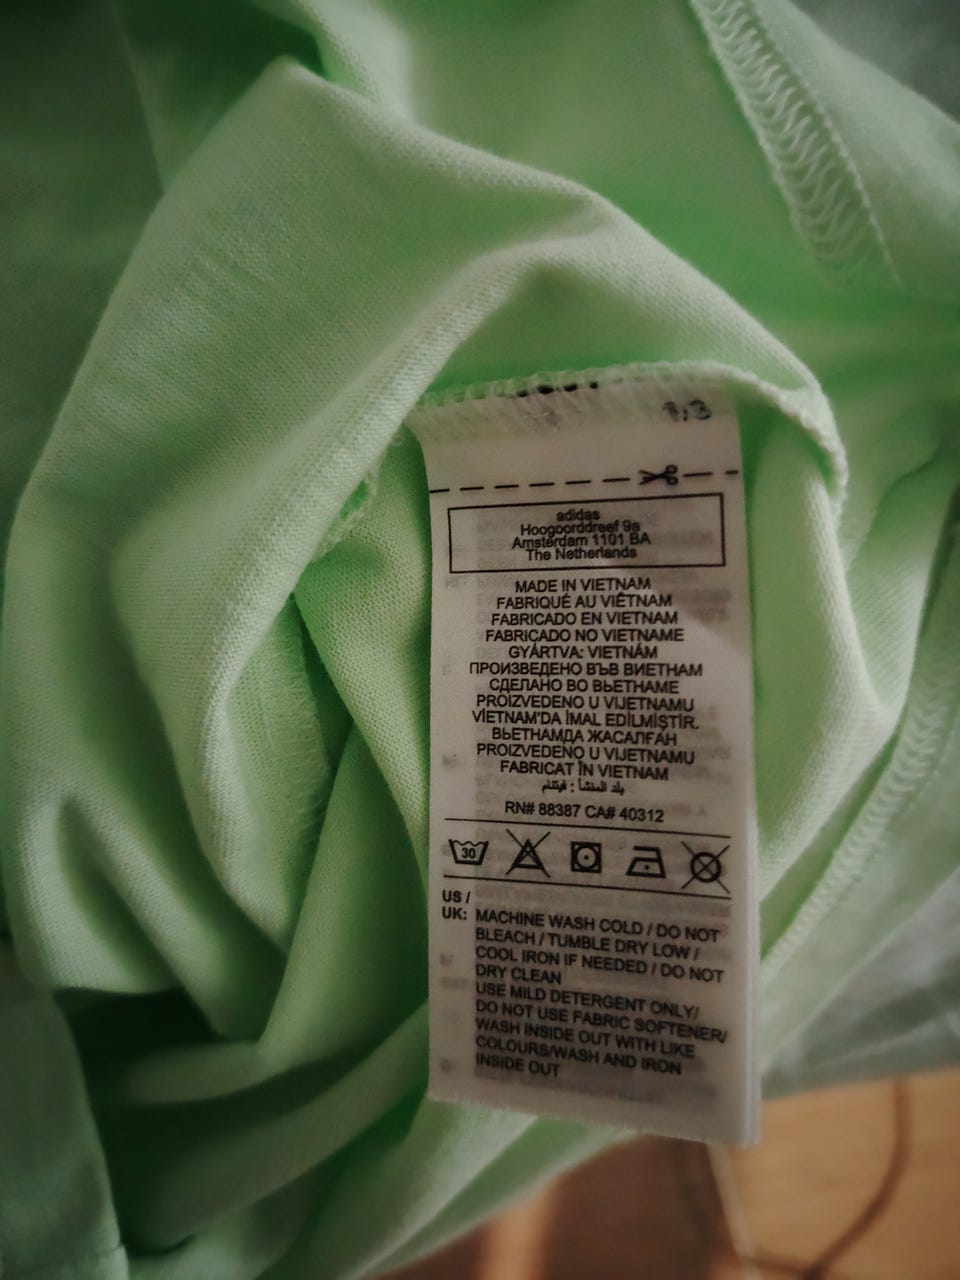 adidas
Hoogoorddreef 9a
Amsterdam 1101 BA
The Netherlands
MADE IN VIETNAM
FABRIQUÉ AU VIÊTNAM
FABRICADO EN VIETNAM
FABRICADO NO VIETNAME
GYÁRTVA: VIETNÁM
ПРОИЗВЕДЕНО ВЪВ ВИЕТНАМ
СДЕЛАНО ВО ВЬЕТНАМЕ
PROIZVEDENO U VIJETNAMU
VİETNAM'DA İMAL EDİLMİŞTİR.
ВЬЕТНАМДА ЖАСАЛҒАН
PROIZVEDENO U VIJETNAMU
FABRICAT ÎN VIETNAM
بلد المنشأ : فيتنام
RN# 88387 CA# 40312
30
US /
UK: MACHINE WASH COLD / DO NOT
BLEACH / TUMBLE DRY LOW /
COOL IRON IF NEEDED / DO NOT
DRY CLEAN
USE MILD DETERGENT ONLY/
DO NOT USE FABRIC SOFTENER/
WASH INSIDE OUT WITH LIKE
COLOURS/WASH AND IRON
INSIDE OUT